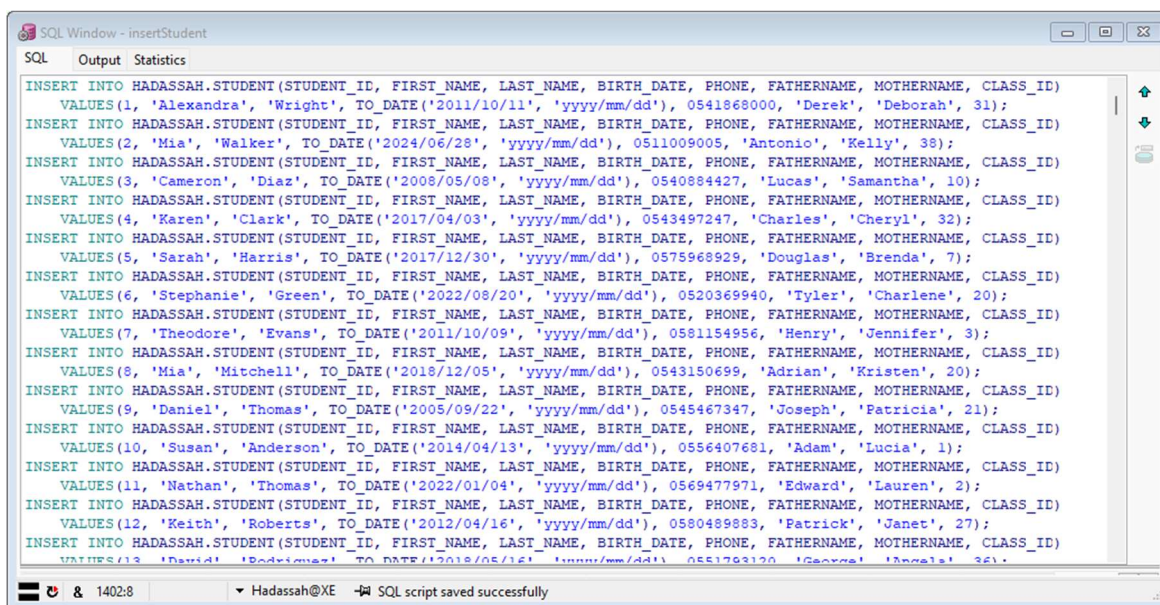 SQL Window - insertStudent
SQL Output Statistics
INSERT INTO HADASSAH.STUDENT(STUDENT_ID, FIRST_NAME, LAST_NAME, BIRTH_DATE, PHONE, FATHERNAME, MOTHERNAME, CLASS_ID)
VALUES(1, 'Alexandra', 'Wright', TO_DATE('2011/10/11', 'yyyy/mm/dd'), 0541868000, 'Derek', 'Deborah', 31);
INSERT INTO HADASSAH.STUDENT(STUDENT_ID, FIRST_NAME, LAST_NAME, BIRTH_DATE, PHONE, FATHERNAME, MOTHERNAME, CLASS_ID)
VALUES(2, 'Mia', 'Walker', TO_DATE('2024/06/28', 'yyyy/mm/dd'), 0511009005, 'Antonio', 'Kelly', 38);
INSERT INTO HADASSAH.STUDENT(STUDENT_ID, FIRST_NAME, LAST_NAME, BIRTH_DATE, PHONE, FATHERNAME, MOTHERNAME, CLASS_ID)
VALUES(3, 'Cameron', 'Diaz', TO_DATE('2008/05/08', 'yyyy/mm/dd'), 0540884427, 'Lucas', 'Samantha', 10);
INSERT INTO HADASSAH.STUDENT(STUDENT_ID, FIRST_NAME, LAST_NAME, BIRTH_DATE, PHONE, FATHERNAME, MOTHERNAME, CLASS_ID)
VALUES(4, 'Karen', 'Clark', TO_DATE('2017/04/03', 'yyyy/mm/dd'), 0543497247, 'Charles', 'Cheryl', 32);
INSERT INTO HADASSAH.STUDENT(STUDENT_ID, FIRST_NAME, LAST_NAME, BIRTH_DATE, PHONE, FATHERNAME, MOTHERNAME, CLASS_ID)
VALUES(5, 'Sarah', 'Harris', TO_DATE('2017/12/30', 'yyyy/mm/dd'), 0575968929, 'Douglas', 'Brenda', 7);
INSERT INTO HADASSAH.STUDENT(STUDENT_ID, FIRST_NAME, LAST_NAME, BIRTH_DATE, PHONE, FATHERNAME, MOTHERNAME, CLASS_ID)
VALUES(6, 'Stephanie', 'Green', TO_DATE('2022/08/20', 'yyyy/mm/dd'), 0520369940, 'Tyler', 'Charlene', 20);
INSERT INTO HADASSAH.STUDENT(STUDENT_ID, FIRST_NAME, LAST_NAME, BIRTH_DATE, PHONE, FATHERNAME, MOTHERNAME, CLASS_ID)
VALUES(7, 'Theodore', 'Evans', TO_DATE('2011/10/09', 'yyyy/mm/dd'), 0581154956, 'Henry', 'Jennifer', 3);
INSERT INTO HADASSAH.STUDENT(STUDENT_ID, FIRST_NAME, LAST_NAME, BIRTH_DATE, PHONE, FATHERNAME, MOTHERNAME, CLASS_ID)
VALUES(8, 'Mia', 'Mitchell', TO_DATE('2018/12/05', 'yyyy/mm/dd'), 0543150699, 'Adrian', 'Kristen', 20);
INSERT INTO HADASSAH.STUDENT(STUDENT_ID, FIRST_NAME, LAST_NAME, BIRTH_DATE, PHONE, FATHERNAME, MOTHERNAME, CLASS_ID)
VALUES(9, 'Daniel', 'Thomas', TO_DATE('2005/09/22', 'yyyy/mm/dd'), 0545467347, 'Joseph', 'Patricia', 21);
INSERT INTO HADASSAH.STUDENT(STUDENT_ID, FIRST_NAME, LAST_NAME, BIRTH_DATE, PHONE, FATHERNAME, MOTHERNAME, CLASS_ID)
VALUES(10, 'Susan', 'Anderson', TO_DATE('2014/04/13', 'yyyy/mm/dd'), 0556407681, 'Adam', 'Lucia', 1);
INSERT INTO HADASSAH.STUDENT(STUDENT_ID, FIRST_NAME, LAST_NAME, BIRTH_DATE, PHONE, FATHERNAME, MOTHERNAME, CLASS_ID)
VALUES(11, 'Nathan', 'Thomas', TO_DATE('2022/01/04', 'yyyy/mm/dd'), 0569477971, 'Edward', 'Lauren', 2);
INSERT INTO HADASSAH.STUDENT(STUDENT_ID, FIRST_NAME, LAST_NAME, BIRTH_DATE, PHONE, FATHERNAME, MOTHERNAME, CLASS_ID)
VALUES(12, 'Keith', 'Roberts', TO_DATE('2012/04/16', 'yyyy/mm/dd'), 0580489883, 'Patrick', 'Janet', 27);
INSERT INTO HADASSAH.STUDENT(STUDENT_ID, FIRST_NAME, LAST_NAME, BIRTH_DATE, PHONE, FATHERNAME, MOTHERNAME, CLASS_ID)
VALUES(13, 'David', 'Rodriguez', TO_DATE('2018/05/16', 'yyyy/mm/dd'), 0551793120, 'George', 'Angela', 36);
& 1402:8 Hadassah@XE SQL script saved successfully